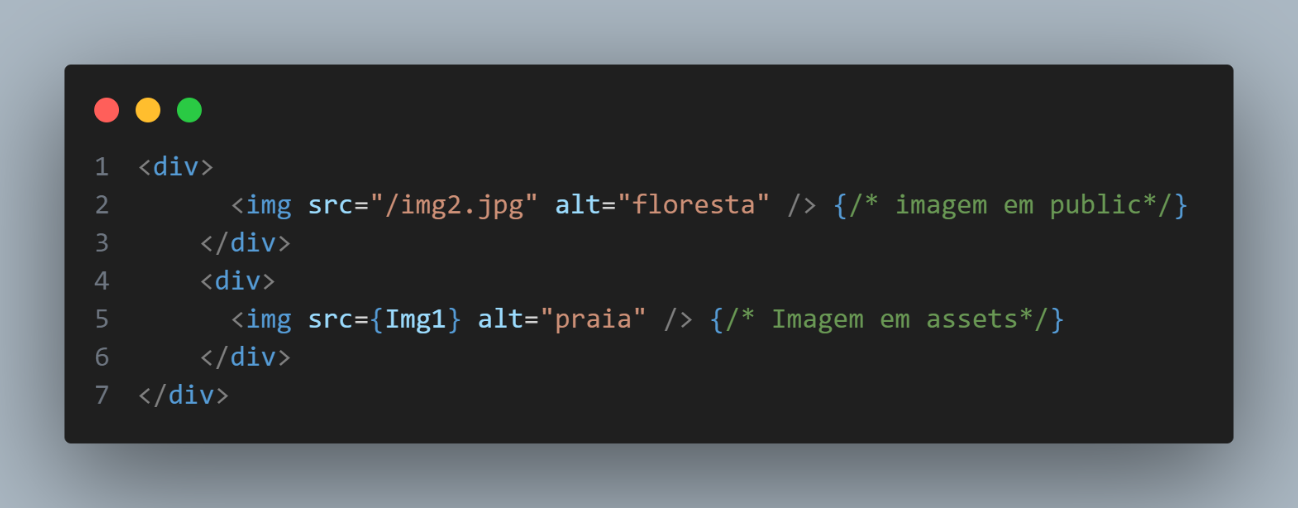 1 <div>
2 <img src="/img2.jpg" alt="floresta" /> {/* imagem em public*/}
3 </div>
4 <div>
5 <img src={Img1} alt="praia" /> {/* Imagem em assets*/}
6 </div>
7 </div>